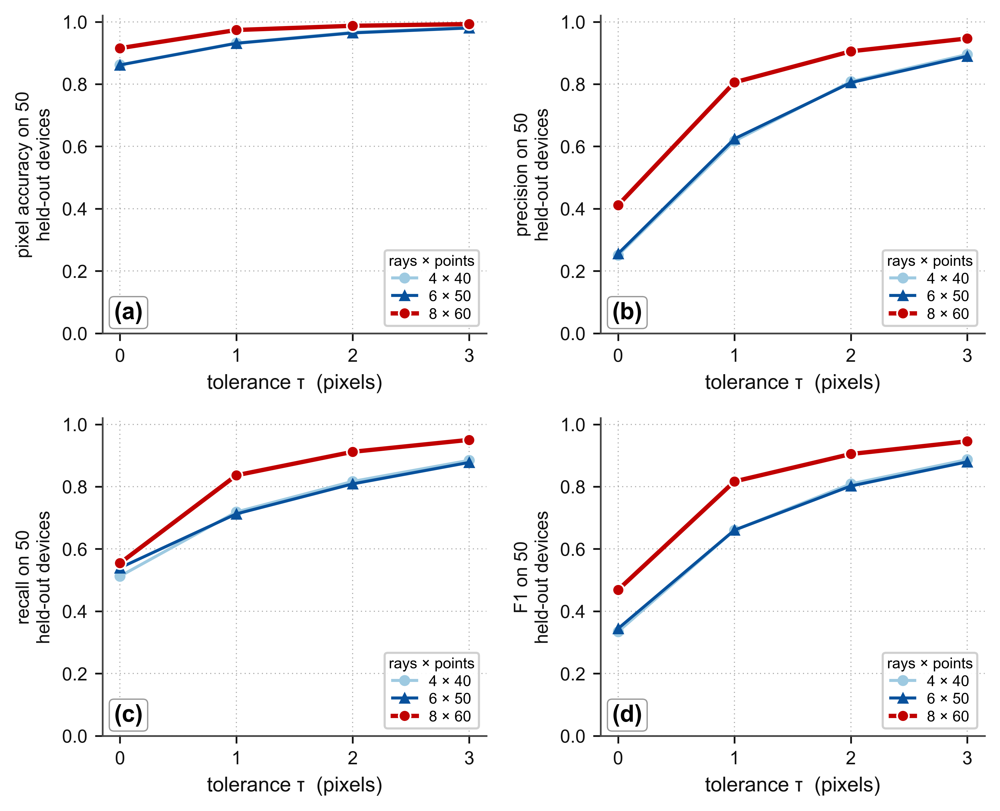 pixel accuracy on 50
held-out devices
1.0
0.8
0.6
0.4
0.2
0.0
rays × points
4 × 40
6 × 50
8 × 60
(a)
0 1 2 3
tolerance τ (pixels)
precision on 50
held-out devices
1.0
0.8
0.6
0.4
0.2
0.0
rays × points
4 × 40
6 × 50
8 × 60
(b)
0 1 2 3
tolerance τ (pixels)
recall on 50
held-out devices
1.0
0.8
0.6
0.4
0.2
0.0
rays × points
4 × 40
6 × 50
8 × 60
(c)
0 1 2 3
tolerance τ (pixels)
F1 on 50
held-out devices
1.0
0.8
0.6
0.4
0.2
0.0
rays × points
4 × 40
6 × 50
8 × 60
(d)
0 1 2 3
tolerance τ (pixels)